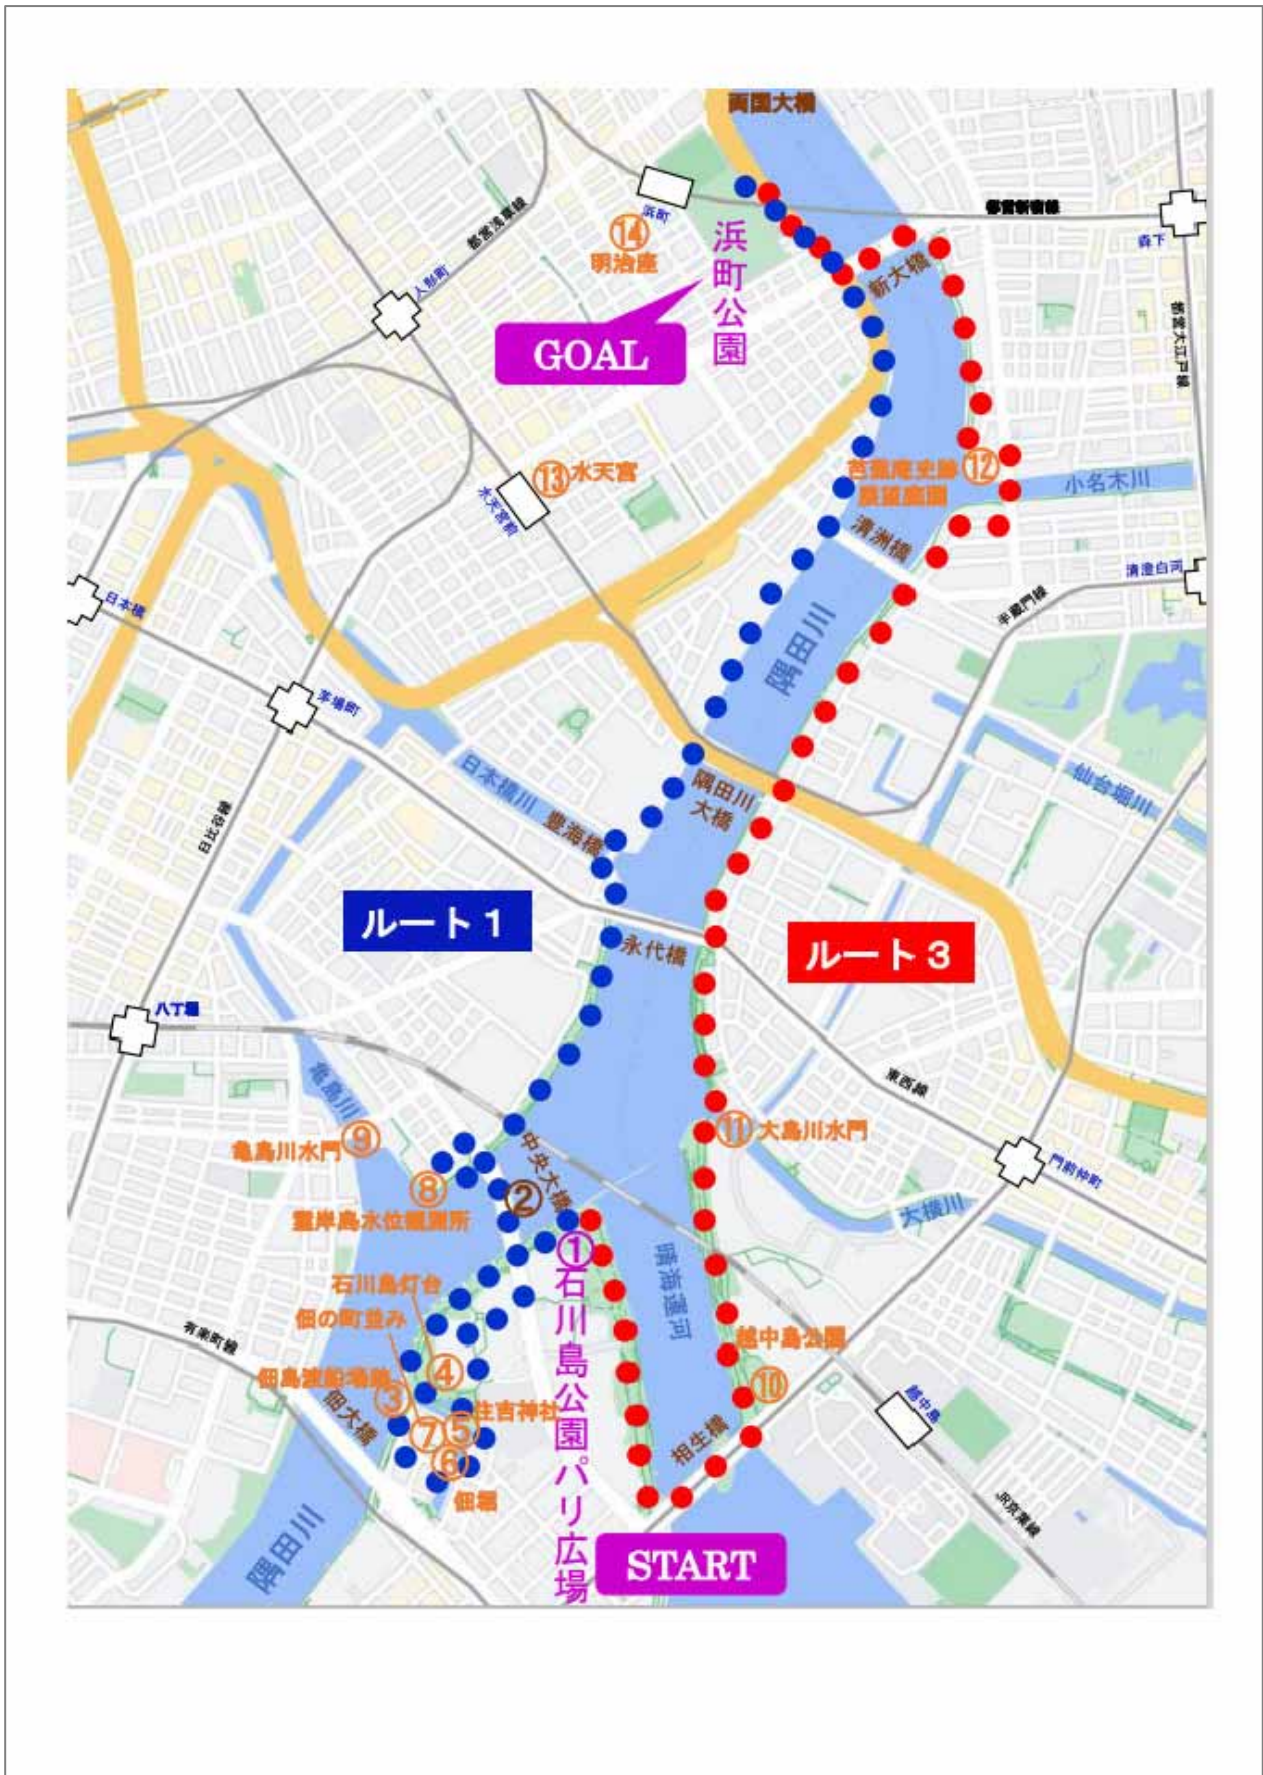 両国大橋
浜町
都営新宿線
森下
都営浅草線
⑭
明治座
浜町公園
新大橋
人形町
GOAL
都営大江戸線
⑬水天宮
水天宮前
芭蕉庵史跡
展望庭園
⑫
小名木川
清洲橋
日本橋
清澄白河
半蔵門線
隅田川
茅場町
日本橋川
豊海橋
隅田川
大橋
仙台堀川
日比谷線
ルート1
永代橋
ルート3
八丁堀
亀島川
東西線
⑨
亀島川水門
⑪大島川水門
中央大橋
門前仲町
⑧
②
霊岸島水位観測所
大横川
①
石川島公園パリ広場
晴海運河
石川島灯台
佃の町並み
有楽町線
越中島公園
④
③
⑩
佃大橋
⑤住吉神社
⑦
⑥
越中島
相生橋
佃堀
JR京葉線
隅田川
START